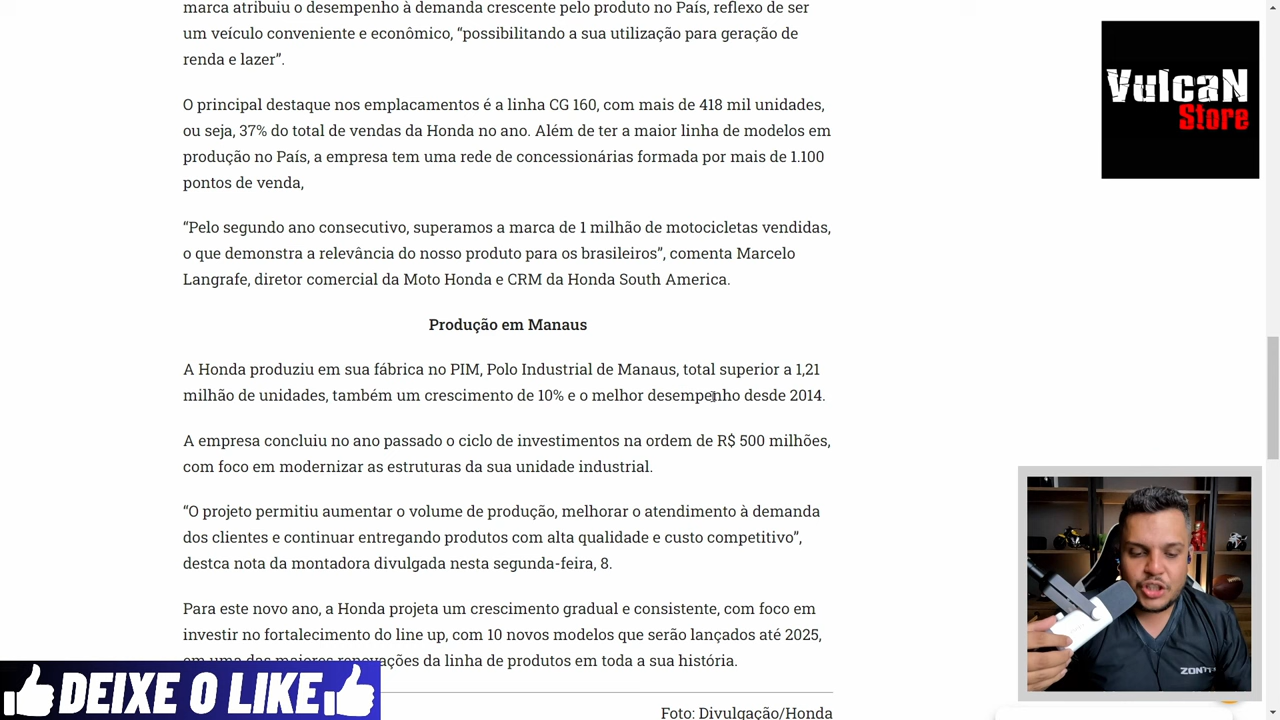 marca atribuiu o desempenho à demanda crescente pelo produto no País, reflexo de ser
um veículo conveniente e econômico, “possibilitando a sua utilização para geração de
renda e lazer”.
O principal destaque nos emplacamentos é a linha CG 160, com mais de 418 mil unidades,
ou seja, 37% do total de vendas da Honda no ano. Além de ter a maior linha de modelos em
produção no País, a empresa tem uma rede de concessionárias formada por mais de 1.100
pontos de venda,
“Pelo segundo ano consecutivo, superamos a marca de 1 milhão de motocicletas vendidas,
o que demonstra a relevância do nosso produto para os brasileiros”, comenta Marcelo
Langrafe, diretor comercial da Moto Honda e CRM da Honda South America.
Produção em Manaus
A Honda produziu em sua fábrica no PIM, Polo Industrial de Manaus, total superior a 1,21
milhão de unidades, também um crescimento de 10% e o melhor desempenho desde 2014.
A empresa concluiu no ano passado o ciclo de investimentos na ordem de R$ 500 milhões,
com foco em modernizar as estruturas da sua unidade industrial.
“O projeto permitiu aumentar o volume de produção, melhorar o atendimento à demanda
dos clientes e continuar entregando produtos com alta qualidade e custo competitivo”,
destca nota da montadora divulgada nesta segunda-feira, 8.
Para este novo ano, a Honda projeta um crescimento gradual e consistente, com foco em
investir no fortalecimento do line up, com 10 novos modelos que serão lançados até 2025,
em uma das maiores renovações da linha de produtos em toda a sua história.
Foto: Divulgação/Honda
VulcaN
Store
DEIXE O LIKE